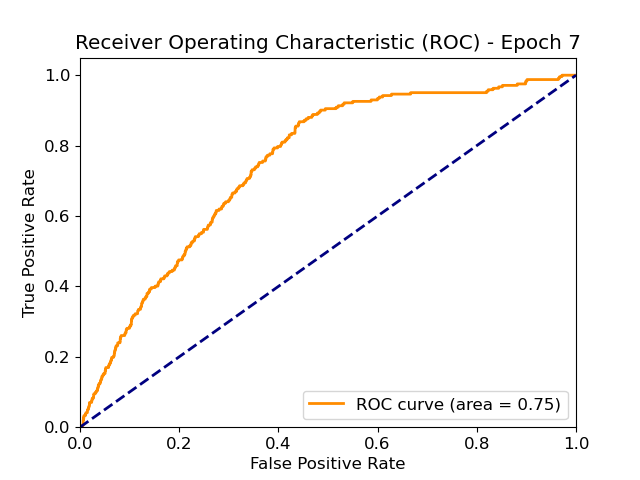 Receiver Operating Characteristic (ROC) - Epoch 7
True Positive Rate
1.0
0.8
0.6
0.4
0.2
0.0
ROC curve (area = 0.75)
0.0 0.2 0.4 0.6 0.8 1.0
False Positive Rate